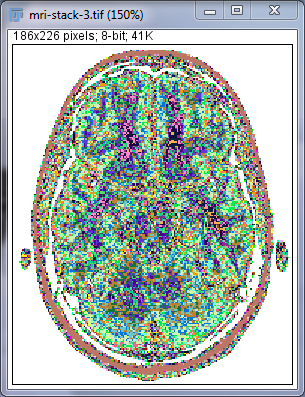 mri-stack-3.tif (150%)
186x226 pixels; 8-bit; 41K